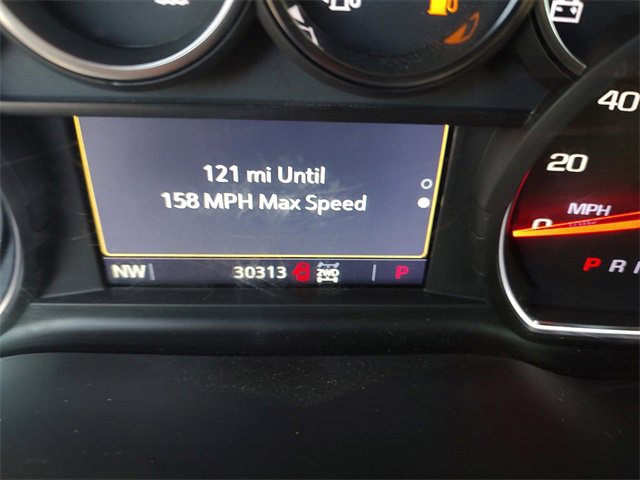 121 mi Until
158 MPH Max Speed
NW 30313 2WD P
40
20
0
MPH
P R